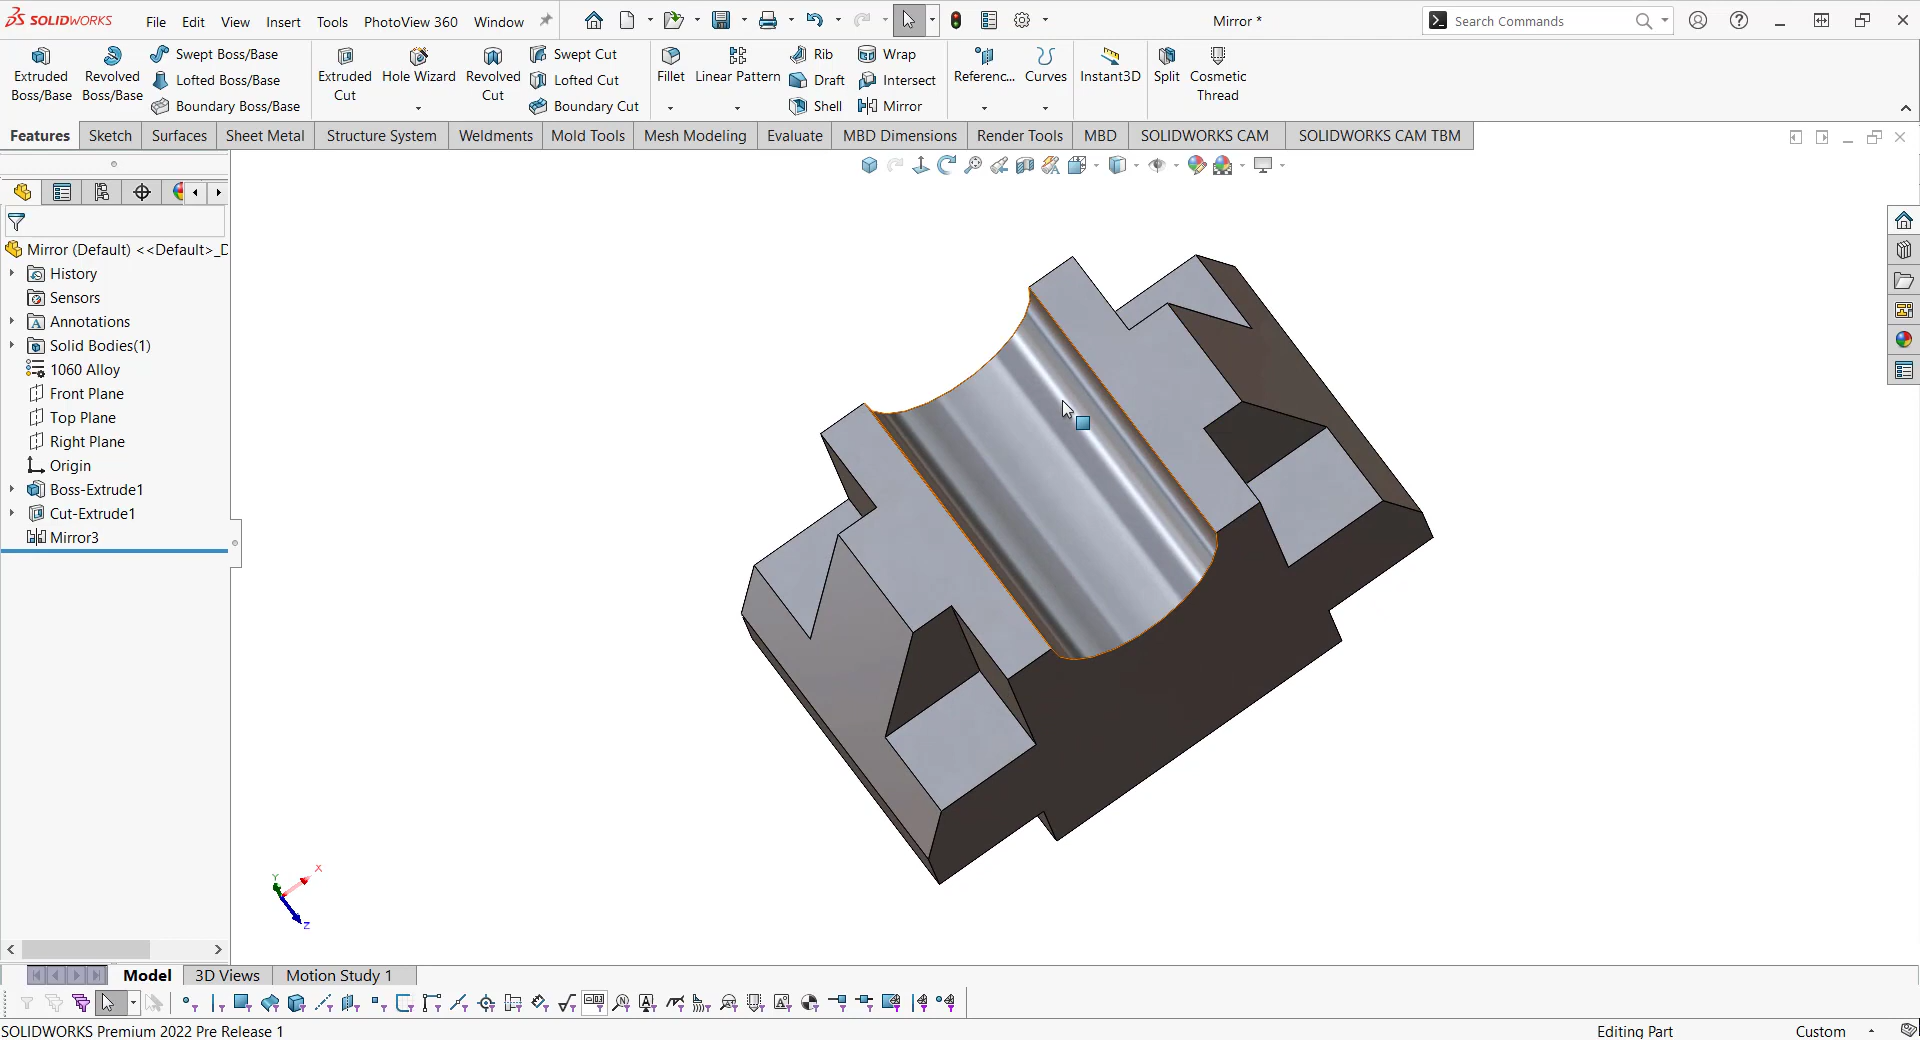 SOLIDWORKS File Edit View Insert Tools PhotoView 360 Window Mirror * Search Commands
Extruded Boss/Base
Revolved Boss/Base
Swept Boss/Base
Lofted Boss/Base
Boundary Boss/Base
Extruded Cut
Hole Wizard
Revolved Cut
Swept Cut
Lofted Cut
Boundary Cut
Fillet
Linear Pattern
Rib
Draft
Shell
Wrap
Intersect
Mirror
Referenc...
Curves
Instant3D
Split
Cosmetic Thread
Features Sketch Surfaces Sheet Metal Structure System Weldments Mold Tools Mesh Modeling Evaluate MBD Dimensions Render Tools MBD SOLIDWORKS CAM SOLIDWORKS CAM TBM
Mirror (Default) <<Default>_D
History
Sensors
Annotations
Solid Bodies(1)
1060 Alloy
Front Plane
Top Plane
Right Plane
Origin
Boss-Extrude1
Cut-Extrude1
Mirror3
X
Y
Z
Model 3D Views Motion Study 1
SOLIDWORKS Premium 2022 Pre Release 1 Editing Part Custom